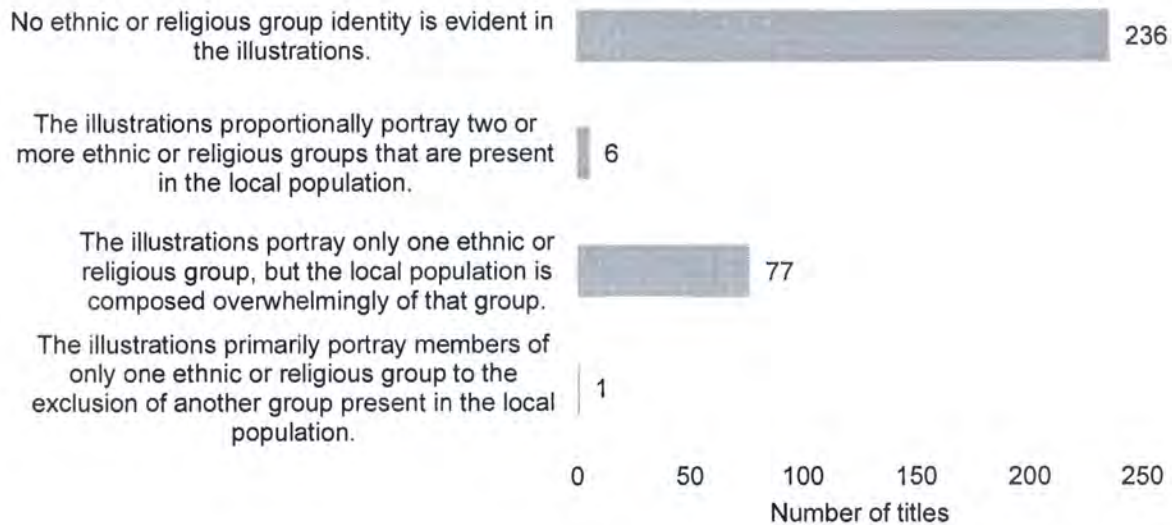 No ethnic or religious group identity is evident in
the illustrations.
236
The illustrations proportionally portray two or
more ethnic or religious groups that are present
in the local population.
6
The illustrations portray only one ethnic or
religious group, but the local population is
composed overwhelmingly of that group.
77
The illustrations primarily portray members of
only one ethnic or religious group to the
exclusion of another group present in the local
population.
1
0 50 100 150 200 250
Number of titles